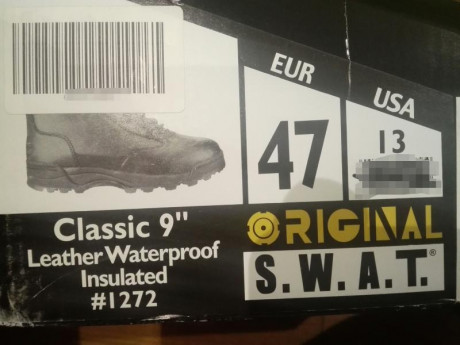 EUR
47
USA
13
Classic 9"
Leather Waterproof
Insulated
#1272
ORIGINAL
S.W.A.T.®